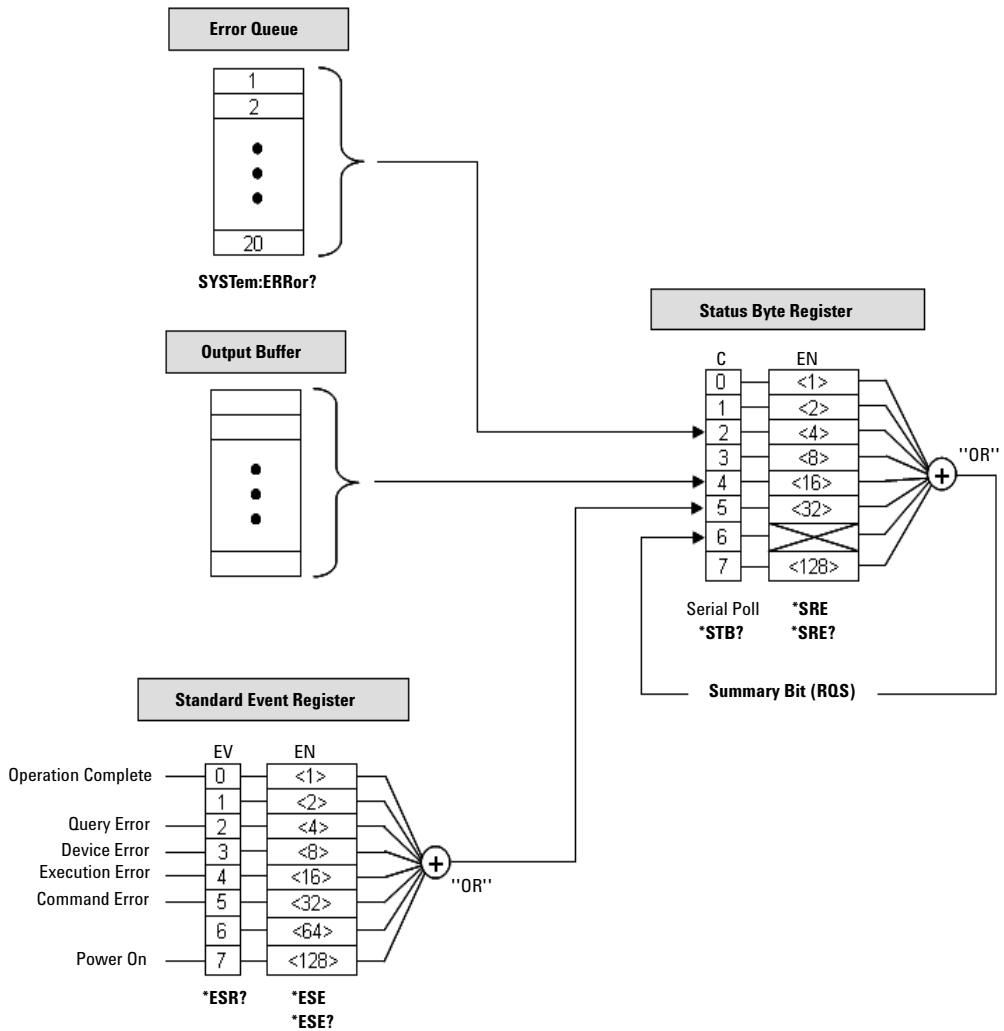 Error Queue
1
2
20
SYSTem:ERRor?
Output Buffer
Status Byte Register
C EN
0 <1>
1 <2>
2 <4>
3 <8>
4 <16>
5 <32>
6
7 <128>
"OR"
+
Serial Poll *SRE
*STB? *SRE?
Summary Bit (RQS)
Standard Event Register
EV EN
Operation Complete 0 <1>
1 <2>
Query Error 2 <4>
Device Error 3 <8>
Execution Error 4 <16>
Command Error 5 <32>
6 <64>
Power On 7 <128>
+
"OR"
*ESR? *ESE
*ESE?